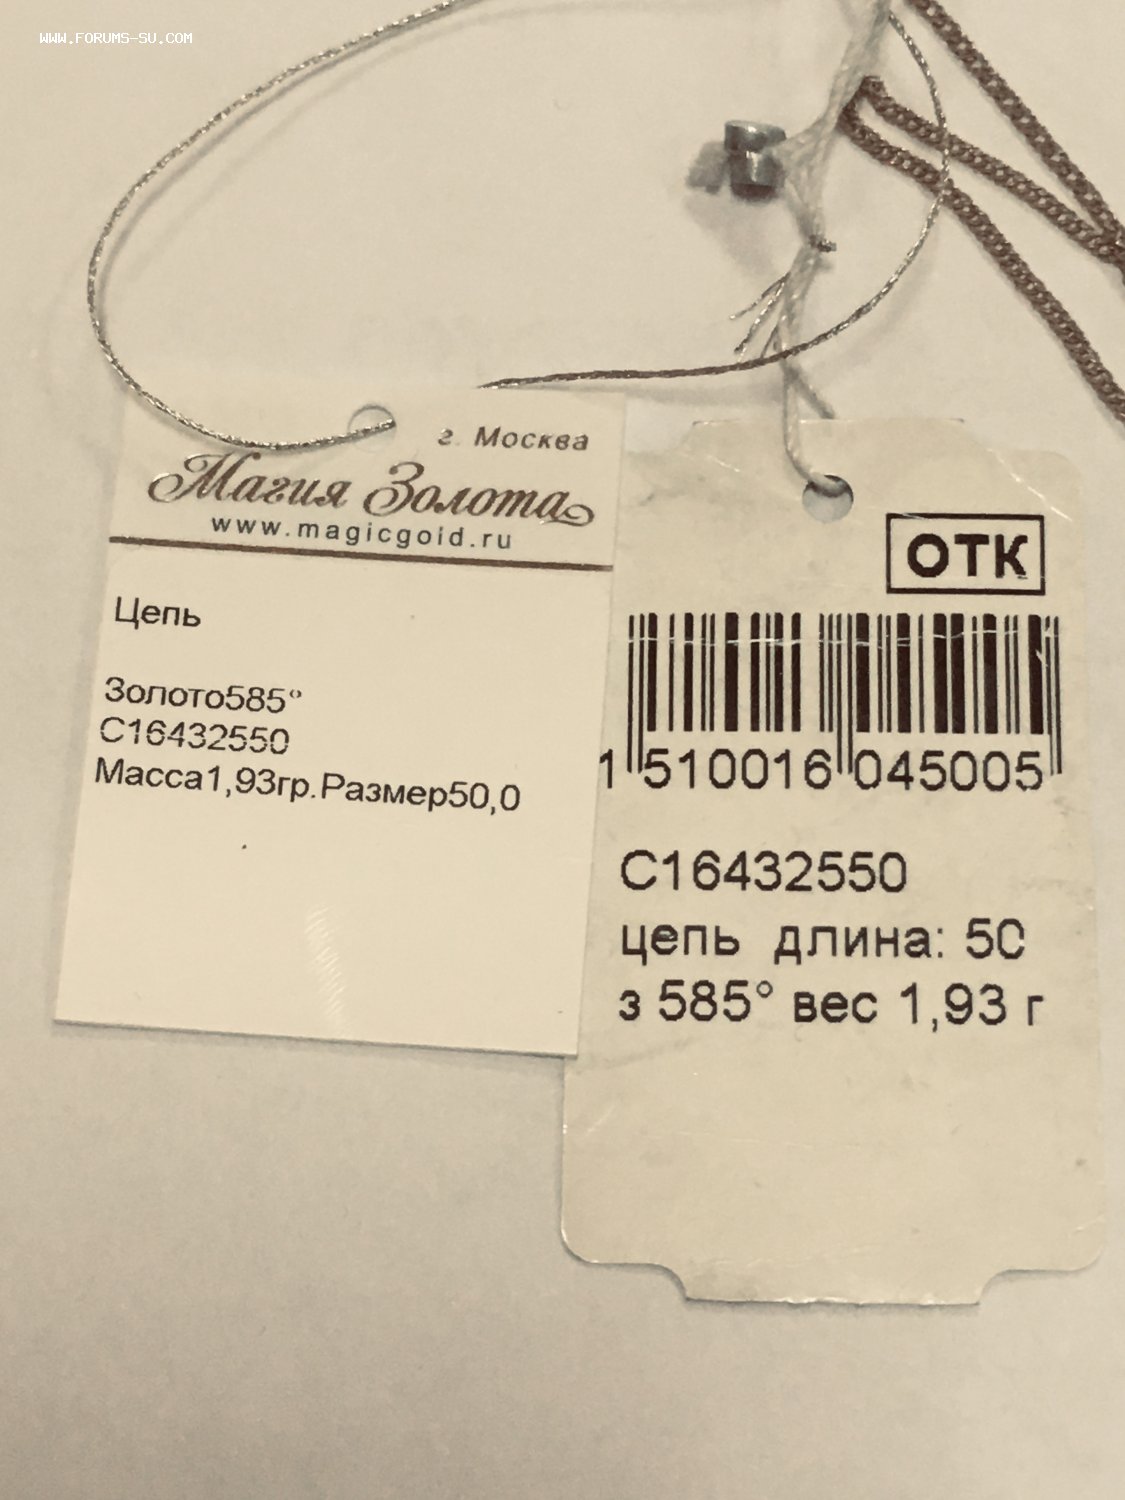 WWW.FORUMS-SU.COM
г. Москва
Магия Золота
www.magicgold.ru
Цепь
Золото585°
С16432550
Масса1,93гр.Размер50,0
ОТК
1 510016 045005
С16432550
цепь длина: 50
з 585° вес 1,93 г